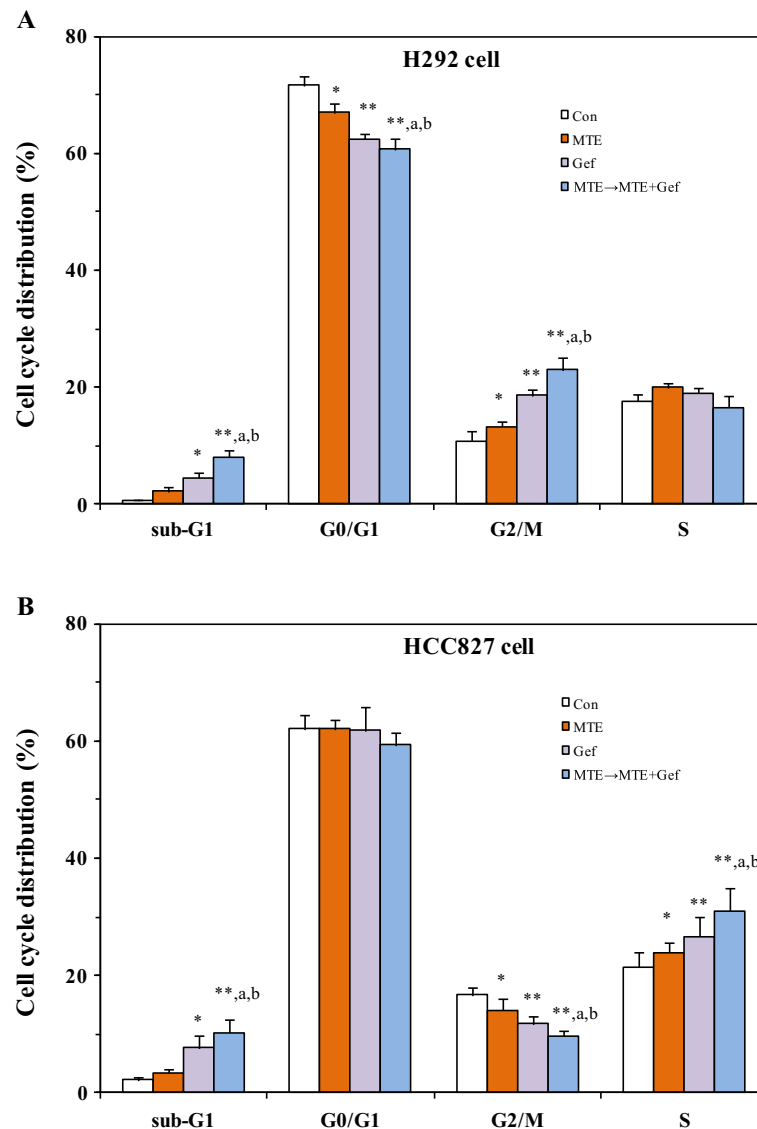 A
H292 cell
Cell cycle distribution (%)
80
60
40
20
0
Con
MTE
Gef
MTE→MTE+Gef
*
**,a,b
*
**
**,a,b
*
**
**,a,b
sub-G1 G0/G1 G2/M S
B
HCC827 cell
Cell cycle distribution (%)
80
60
40
20
0
Con
MTE
Gef
MTE→MTE+Gef
*
**,a,b
*
**
**,a,b
*
**
**,a,b
sub-G1 G0/G1 G2/M S